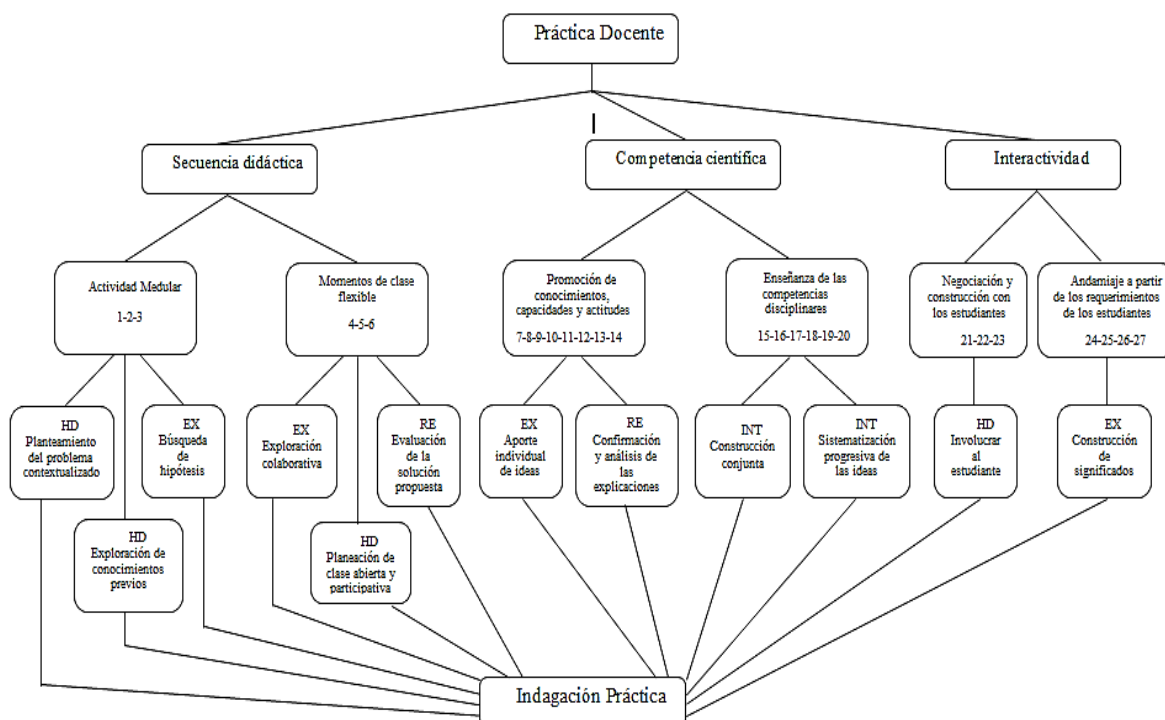 Práctica Docente
Secuencia didáctica
Competencia científica
Interactividad
Actividad Medular
1-2-3
Momentos de clase
flexible
4-5-6
Promoción de
conocimientos,
capacidades y actitudes
7-8-9-10-11-12-13-14
Enseñanza de las
competencias
disciplinares
15-16-17-18-19-20
Negociación y
construcción con
los estudiantes
21-22-23
Andamiaje a partir
de los requerimientos
de los estudiantes
24-25-26-27
HD
Planteamiento
del problema
contextualizado
EX
Búsqueda
de
hipótesis
EX
Exploración
colaborativa
RE
Evaluación
de la
solución
propuesta
EX
Aporte
individual
de ideas
RE
Confirmación
y análisis de
las
explicaciones
INT
Construcción
conjunta
INT
Sistematización
progresiva de
las ideas
HD
Involucrar
al
estudiante
EX
Construcción
de
significados
HD
Exploración de
conocimientos
previos
HD
Planeación de
clase abierta y
participativa
Indagación Práctica